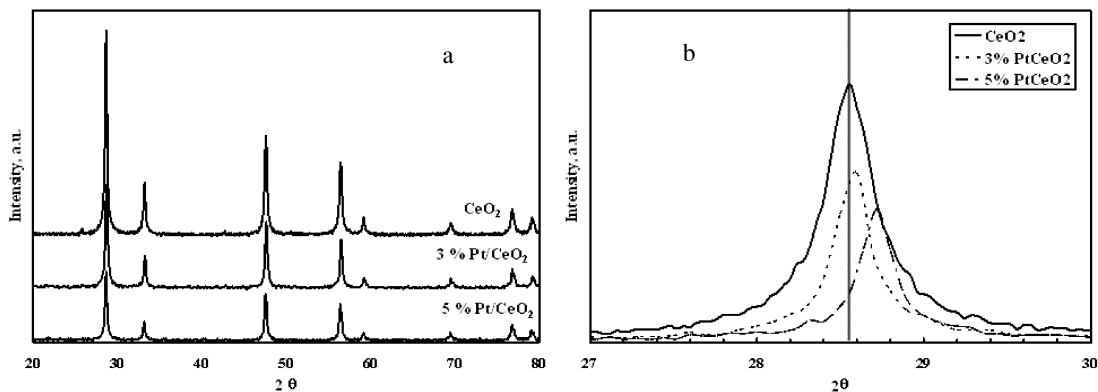 a
CeO2
3 % Pt/CeO2
5 % Pt/CeO2
Intensity, a.u.
20 30 40 50 60 70 80
2 θ
b
CeO2
3% PtCeO2
5% PtCeO2
Intensity, a.u.
27 28 29 30
2θ